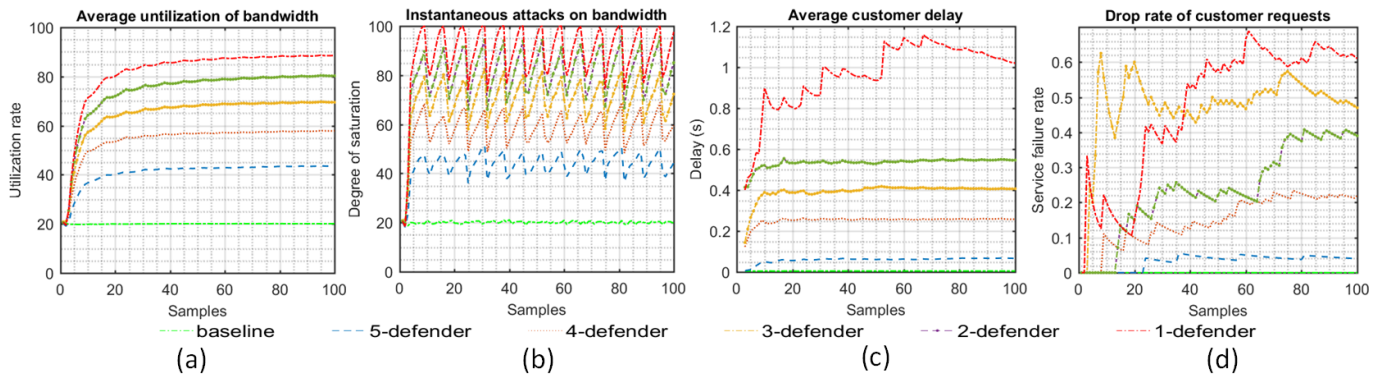 Average untilization of bandwidth
Instantaneous attacks on bandwidth
Average customer delay
Drop rate of customer requests
Utilization rate
100
80
60
40
20
0
0 20 40 60 80 100
Samples
Degree of saturation
100
80
60
40
20
0
0 20 40 60 80 100
Samples
Delay (s)
1.2
1
0.8
0.6
0.4
0.2
0
0 20 40 60 80 100
Samples
Service failure rate
0.7
0.6
0.5
0.4
0.3
0.2
0.1
0
0 20 40 60 80 100
Samples
baseline 5-defender 4-defender 3-defender 2-defender 1-defender
(a) (b) (c) (d)